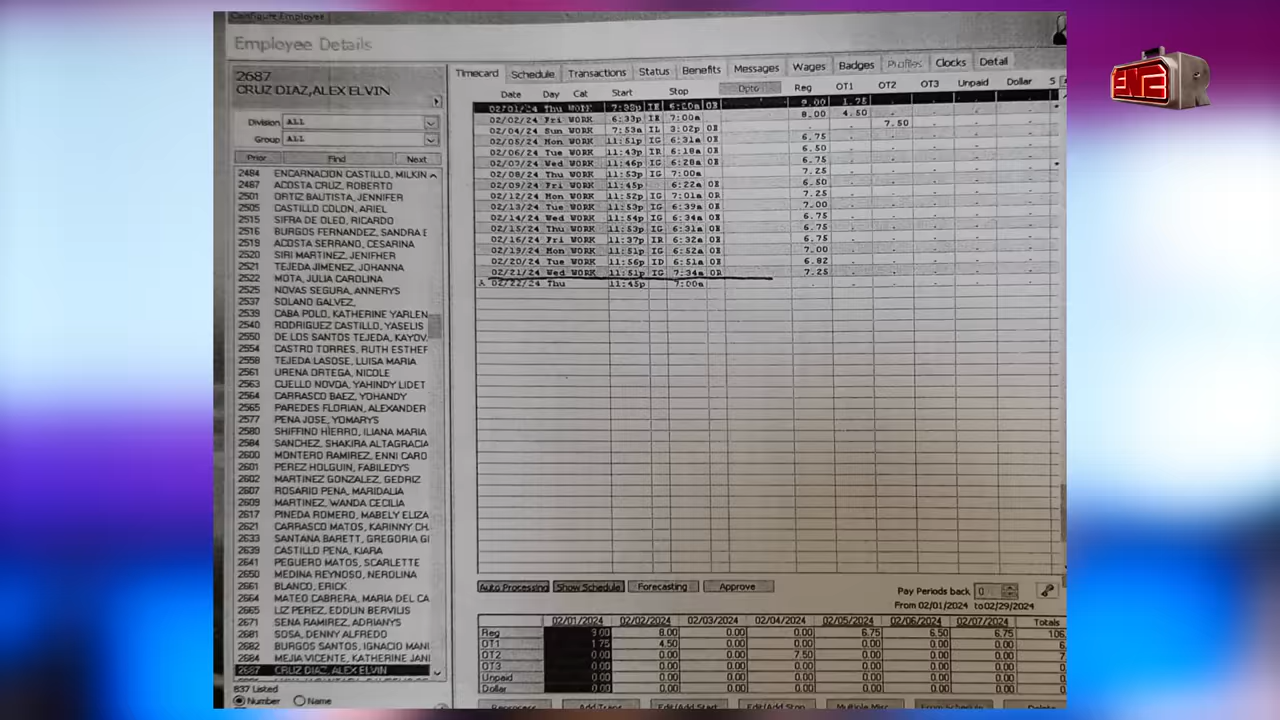 Configure Employee
Employee Details
2687
CRUZ DIAZ,ALEX ELVIN
Division ALL
Group ALL
Prior Find Next
2484 ENCARNACION CASTILLO, MILKIN
2487 ACOSTA CRUZ, ROBERTO
2501 ORTIZ BAUTISTA, JENNIFER
2505 CASTILLO COLON, ARIEL
2515 SIFRA DE OLEO, RICARDO
2516 BURGOS FERNANDEZ, SANDRA E
2519 ACOSTA SERRANO, CESARINA
2520 SIRI MARTINEZ, JENIFHER
2521 TEJEDA JIMENEZ, JOHANNA
2522 MOTA, JULIA CAROLINA
2525 NOVAS SEGURA, ANNERYS
2537 SOLANO GALVEZ,
2539 CABA POLO, KATHERINE YARLEN
2540 RODRIGUEZ CASTILLO, YASELIS
2550 DE LOS SANTOS TEJEDA, KAYOV.
2554 CASTRO TORRES, RUTH ESTHER
2558 TEJEDA LASOSE, LUISA MARIA
2561 URENA ORTEGA, NICOLE
2563 CUELLO NOVOA, YAHINDY LIDET
2564 CARRASCO BAEZ, YOHANDY
2565 PAREDES FLORIAN, ALEXANDER
2577 PENA JOSE, YOMARYS
2580 SHIFFINO HIERRO, ILIANA MARIA
2584 SANCHEZ, SHAKIRA ALTAGRACIA
2600 MONTERO RAMIREZ, ENNI CARO
2601 PEREZ HOLGUIN, FABILEDYS
2602 MARTINEZ GONZALEZ, GEDRIZ
2607 ROSARIO PENA, MARIDALIA
2609 MARTINEZ, WANDA CECILIA
2617 PINEDA ROMERO, MABELY ELIZA
2621 CARRASCO MATOS, KARINNY CH
2633 SANTANA BARETT, GREGORIA GI
2639 CASTILLO PENA, KIARA
2641 PEGUERO MATOS, SCARLETTE
2650 MEDINA REYNOSO, NEROLINA
2661 BLANCO, ERICK
2664 MATEO CABRERA, MARIA DEL CA
2665 LIZ PEREZ, EDDLIN BERVIUS
2671 SENA RAMIREZ, ADRIANYS
2681 SOSA, DENNY ALFREDO
2682 BURGOS SANTOS, IGNACIO MANI
2684 MEJIA VICENTE, KATHERINE JANI
2687 CRUZ DIAZ, ALEX ELVIN
837 Listed
Number Name
Timecard Schedule Transactions Status Benefits Messages Wages Badges Profiles Clocks Detail
Date Day Cat Start Stop Dpto Reg OT1 OT2 OT3 Unpaid Dollar S
02/01/24 Thu WORK 7:33p IE 6:20a OE 9.00 1.75
02/02/24 Fri WORK 6:33p IR 7:00a 8.00 4.50
02/04/24 Sun WORK 7:53a IL 3:02p OE - - 7.50
02/05/24 Mon WORK 11:51p IG 6:31a OE 6.75
02/06/24 Tue WORK 11:43p IR 6:18a OE 6.50
02/07/24 Wed WORK 11:46p IG 6:28a OE 6.75
02/08/24 Thu WORK 11:53p IG 7:00a 7.25
02/09/24 Fri WORK 11:45p 6:22a OE 6.50
02/12/24 Mon WORK 11:52p IG 7:01a OR 7.25
02/13/24 Tue WORK 11:53p IG 6:39a OE 7.00
02/14/24 Wed WORK 11:54p IG 6:34a OE 6.75
02/15/24 Thu WORK 11:53p IG 6:31a OE 6.75
02/16/24 Fri WORK 11:37p IR 6:32a OE 6.75
02/19/24 Mon WORK 11:51p IG 6:52a OE 7.00
02/20/24 Tue WORK 11:56p ID 6:51a OE 6.82
02/21/24 Wed WORK 11:51p IG 7:34a OR 7.25
A 02/22/24 Thu 11:45p 7:00a
Auto Processing Show Schedule Forecasting Approve
Pay Periods back 0
From 02/01/2024 to 02/29/2024
02/01/2024 02/02/2024 02/03/2024 02/04/2024 02/05/2024 02/06/2024 02/07/2024 Totals
Reg 9.00 8.00 0.00 0.00 6.75 6.50 6.75 106.
OT1 1.75 4.50 0.00 0.00 0.00 0.00 0.00 6.
OT2 0.00 0.00 0.00 7.50 0.00 0.00 0.00 7.
OT3 0.00 0.00 0.00 0.00 0.00 0.00 0.00 0.
Unpaid 0.00 0.00 0.00 0.00 0.00 0.00 0.00 0.
Dollar 0.00 0.00 0.00 0.00 0.00 0.00 0.00 0.
Reprocess Add Trans Edit/Add Start Edit/Add Stop Multiple Misc From Schedule Delete